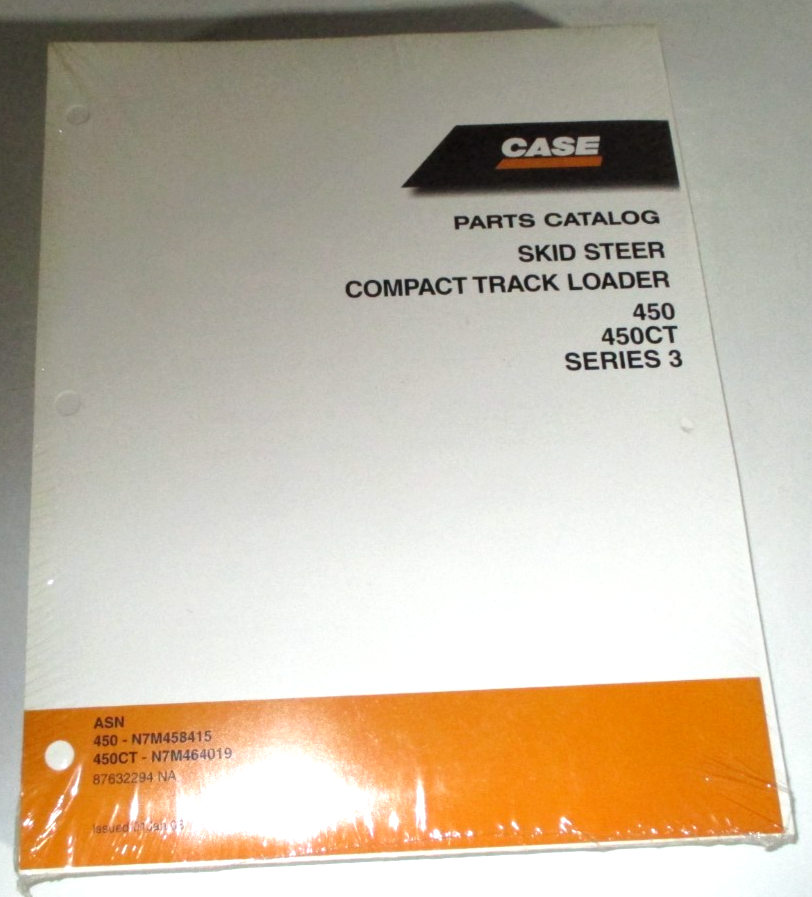 CASE
PARTS CATALOG
SKID STEER
COMPACT TRACK LOADER
450
450CT
SERIES 3
ASN
450 - N7M458415
450CT - N7M464019
87632294 NA
Issued